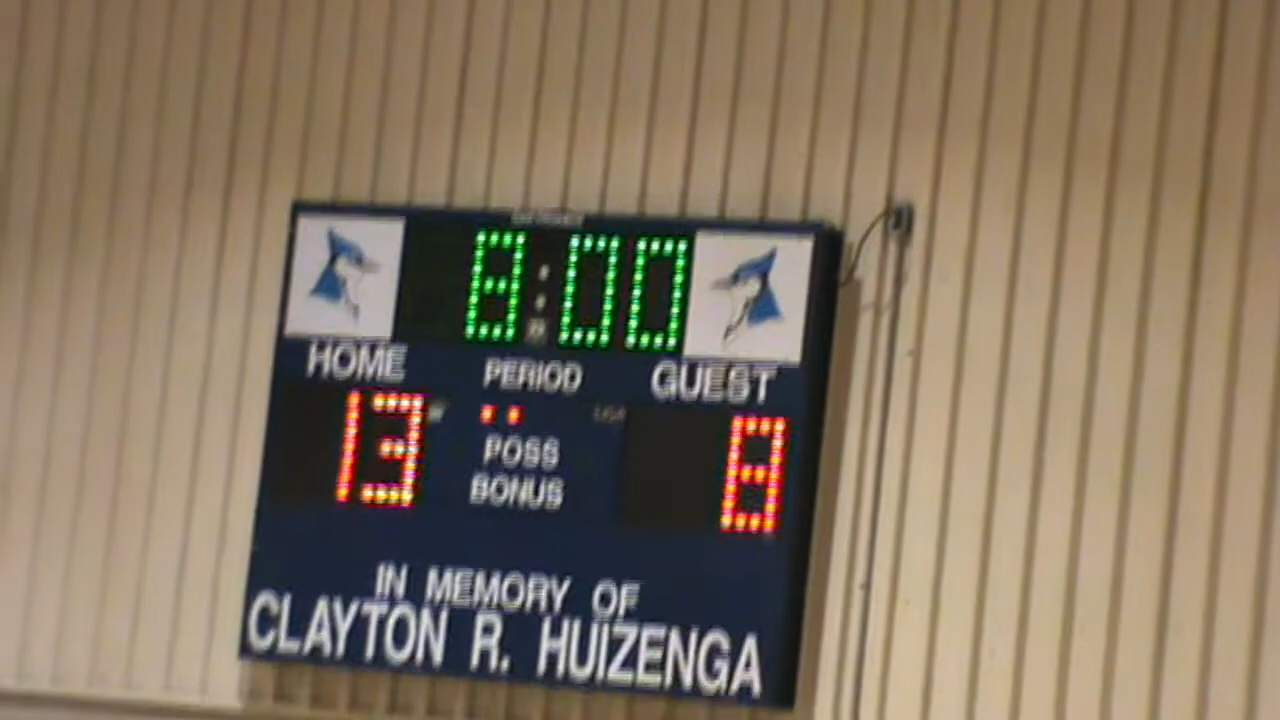 8:00
HOME PERIOD GUEST
13 8
POSS
BONUS
IN MEMORY OF
CLAYTON R. HUIZENGA